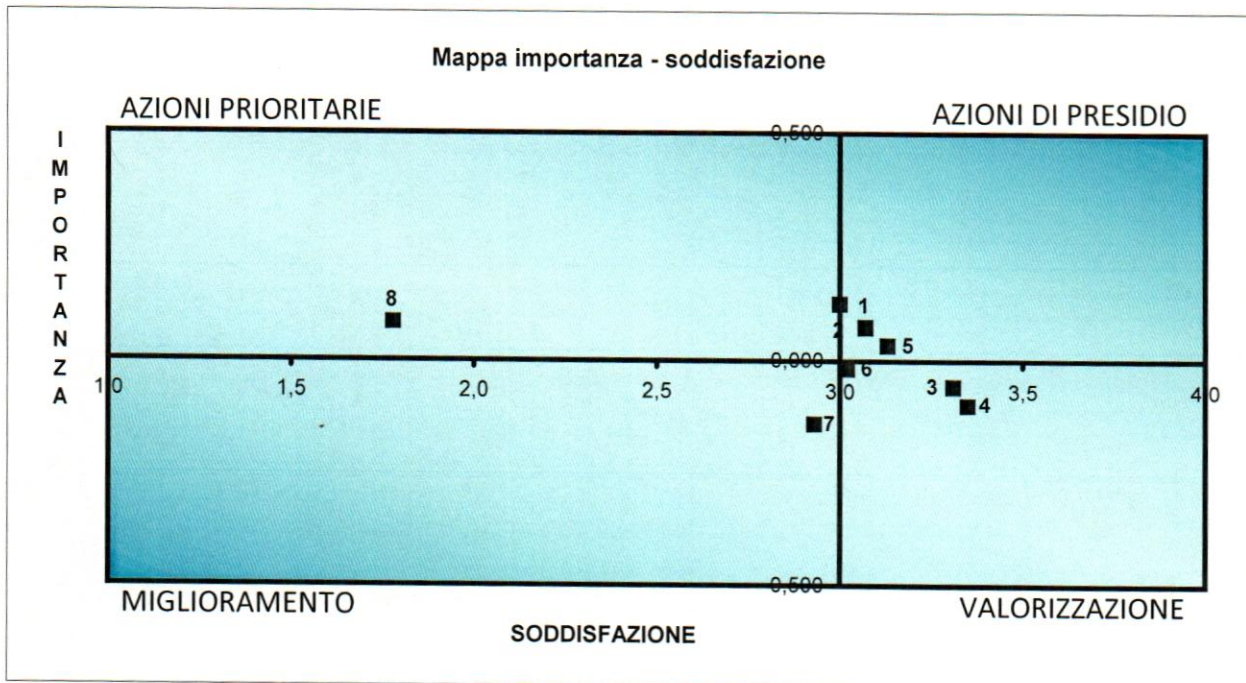 Mappa importanza - soddisfazione
AZIONI PRIORITARIE
AZIONI DI PRESIDIO
IMPORTANZA
0,500
8
1
2
5
0,000
6
1,0
1,5
2,0
2,5
3,0
3,5
4,0
3
4
7
0,500
MIGLIORAMENTO
VALORIZZAZIONE
SODDISFAZIONE